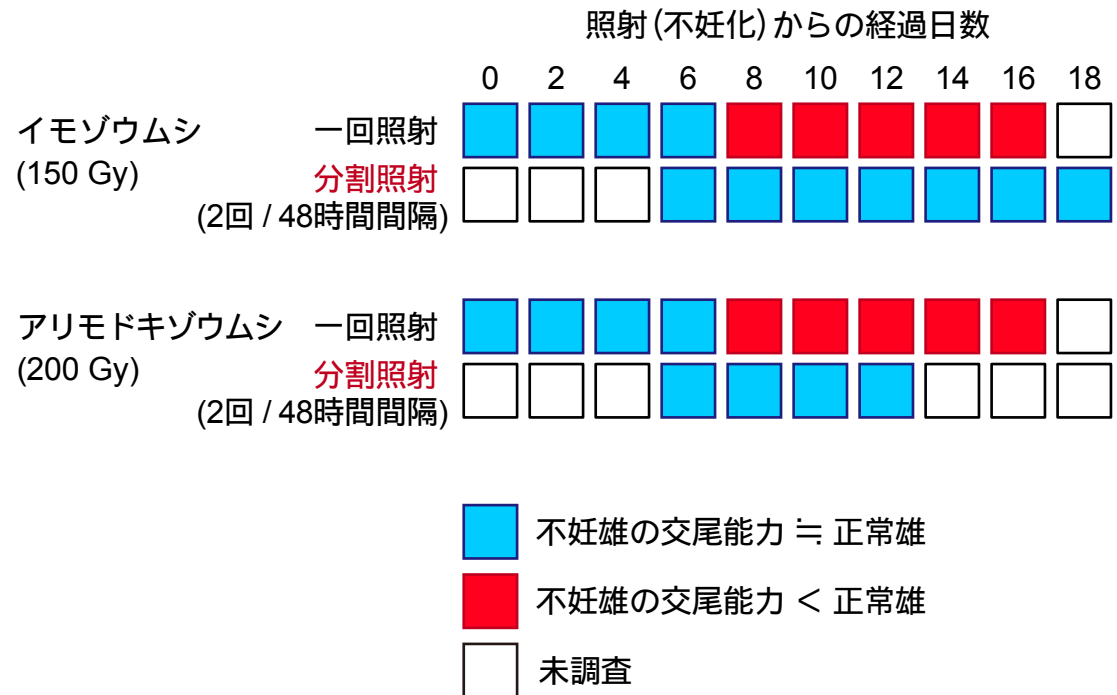 照射(不妊化)からの経過日数
0 2 4 6 8 10 12 14 16 18
イモゾウムシ 一回照射
(150 Gy) 分割照射
(2回 / 48時間間隔)
アリモドキゾウムシ 一回照射
(200 Gy) 分割照射
(2回 / 48時間間隔)
不妊雄の交尾能力 ≒ 正常雄
不妊雄の交尾能力 < 正常雄
未調査